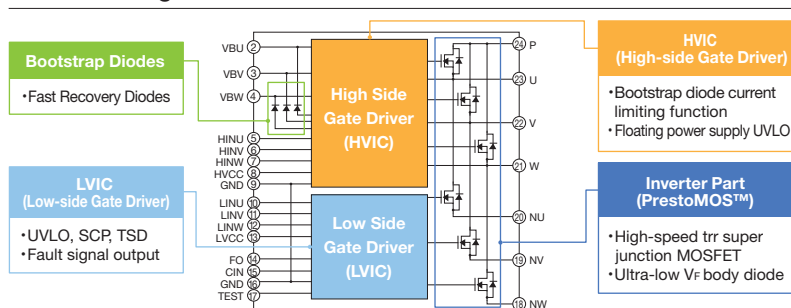 Bootstrap Diodes
•Fast Recovery Diodes
LVIC
(Low-side Gate Driver)
•UVLO, SCP, TSD
•Fault signal output
VBU 2
VBV 3
VBW 4
HINU 5
HINV 6
HINW 7
HVCC 8
GND 9
LINU 10
LINV 11
LINW 12
LVCC 13
FO 14
CIN 15
GND 16
TEST 17
High Side
Gate Driver
(HVIC)
Low Side
Gate Driver
(LVIC)
24 P
23 U
22 V
21 W
20 NU
19 NV
18 NW
HVIC
(High-side Gate Driver)
•Bootstrap diode current
limiting function
•Floating power supply UVLO
Inverter Part
(PrestoMOS™)
•High-speed trr super
junction MOSFET
•Ultra-low VF body diode